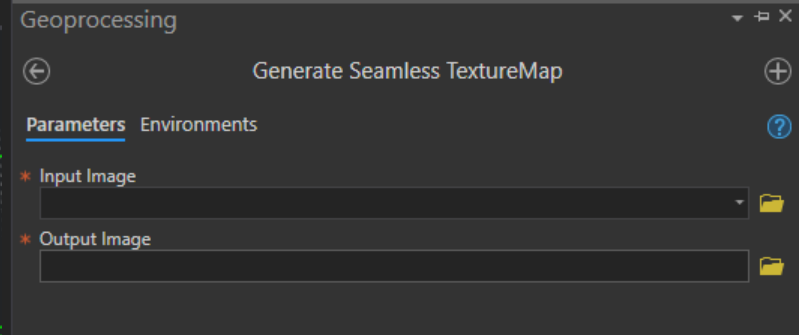 Geoprocessing
Generate Seamless TextureMap
Parameters Environments
?
* Input Image
* Output Image